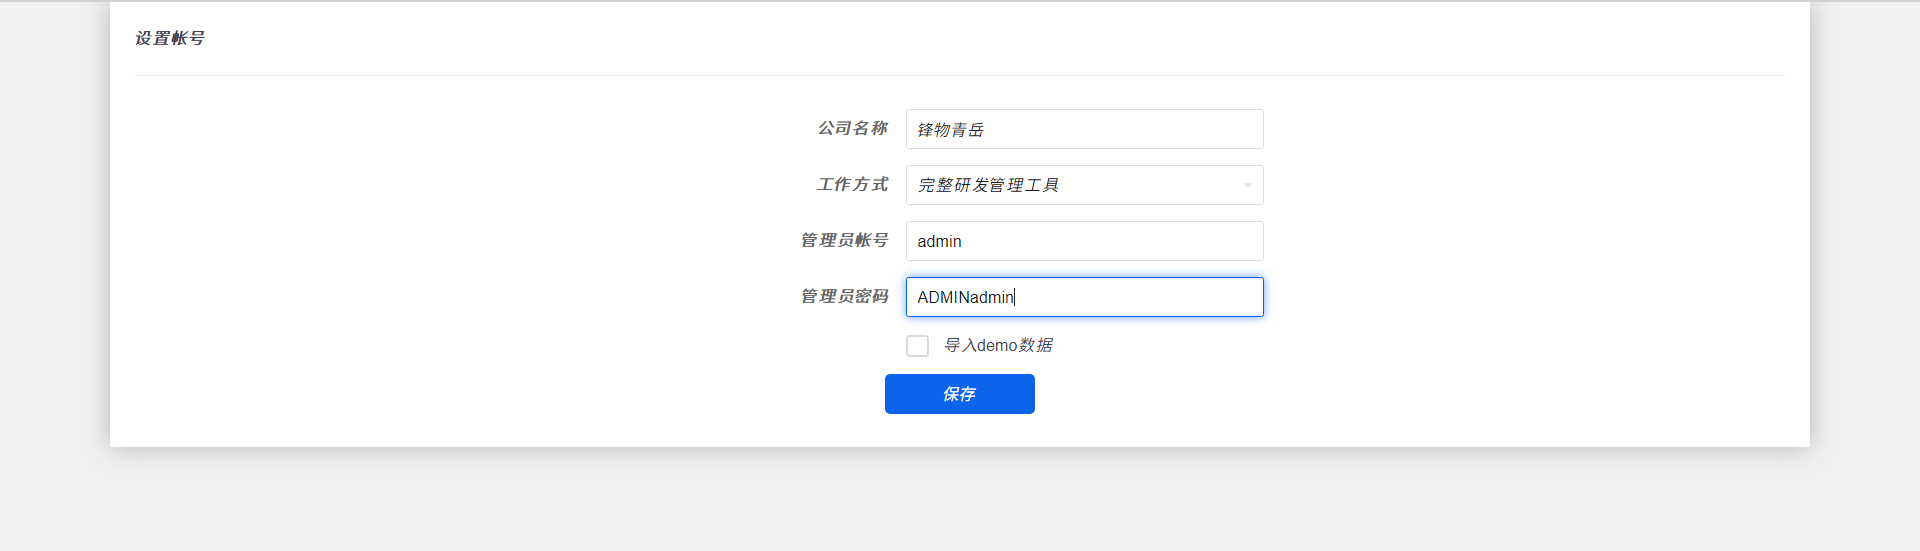 设置帐号
公司名称 锋物青岳
工作方式 完整研发管理工具
管理员帐号 admin
管理员密码 ADMINadmin
导入demo数据
保存